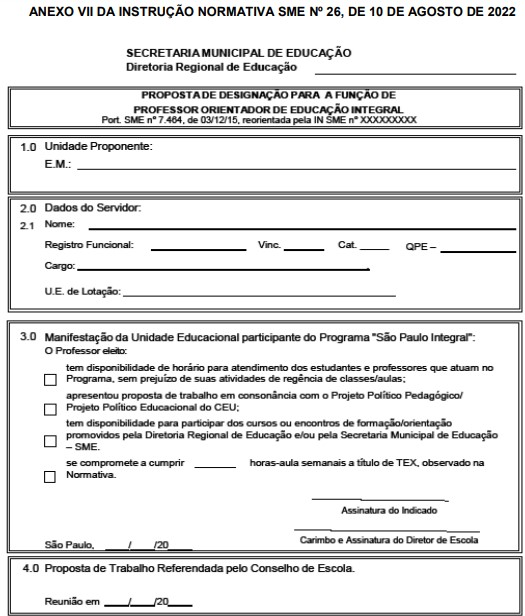 ANEXO VII DA INSTRUÇÃO NORMATIVA SME Nº 26, DE 10 DE AGOSTO DE 2022
SECRETARIA MUNICIPAL DE EDUCAÇÃO
Diretoria Regional de Educação
PROPOSTA DE DESIGNAÇÃO PARA A FUNÇÃO DE
PROFESSOR ORIENTADOR DE EDUCAÇÃO INTEGRAL
Port. SME nº 7.464, de 03/12/15, reorientada pela IN SME nº XXXXXXXXX
1.0 Unidade Proponente:
E.M.:
2.0 Dados do Servidor:
2.1 Nome:
Registro Funcional: Vinc. Cat. QPE –
Cargo:
U.E. de Lotação:
3.0 Manifestação da Unidade Educacional participante do Programa "São Paulo Integral":
O Professor eleito:
tem disponibilidade de horário para atendimento dos estudantes e professores que atuam no
Programa, sem prejuízo de suas atividades de regência de classes/aulas;
apresentou proposta de trabalho em consonância com o Projeto Político Pedagógico/
Projeto Político Educacional do CEU;
tem disponibilidade para participar dos cursos ou encontros de formação/orientação
promovidos pela Diretoria Regional de Educação e/ou pela Secretaria Municipal de Educação
– SME.
se compromete a cumprir ______ horas-aula semanais a título de TEX, observado na
Normativa.
Assinatura do Indicado
Carimbo e Assinatura do Diretor de Escola
São Paulo, ____/____/20____
4.0 Proposta de Trabalho Referendada pelo Conselho de Escola.
Reunião em ____/____/20____